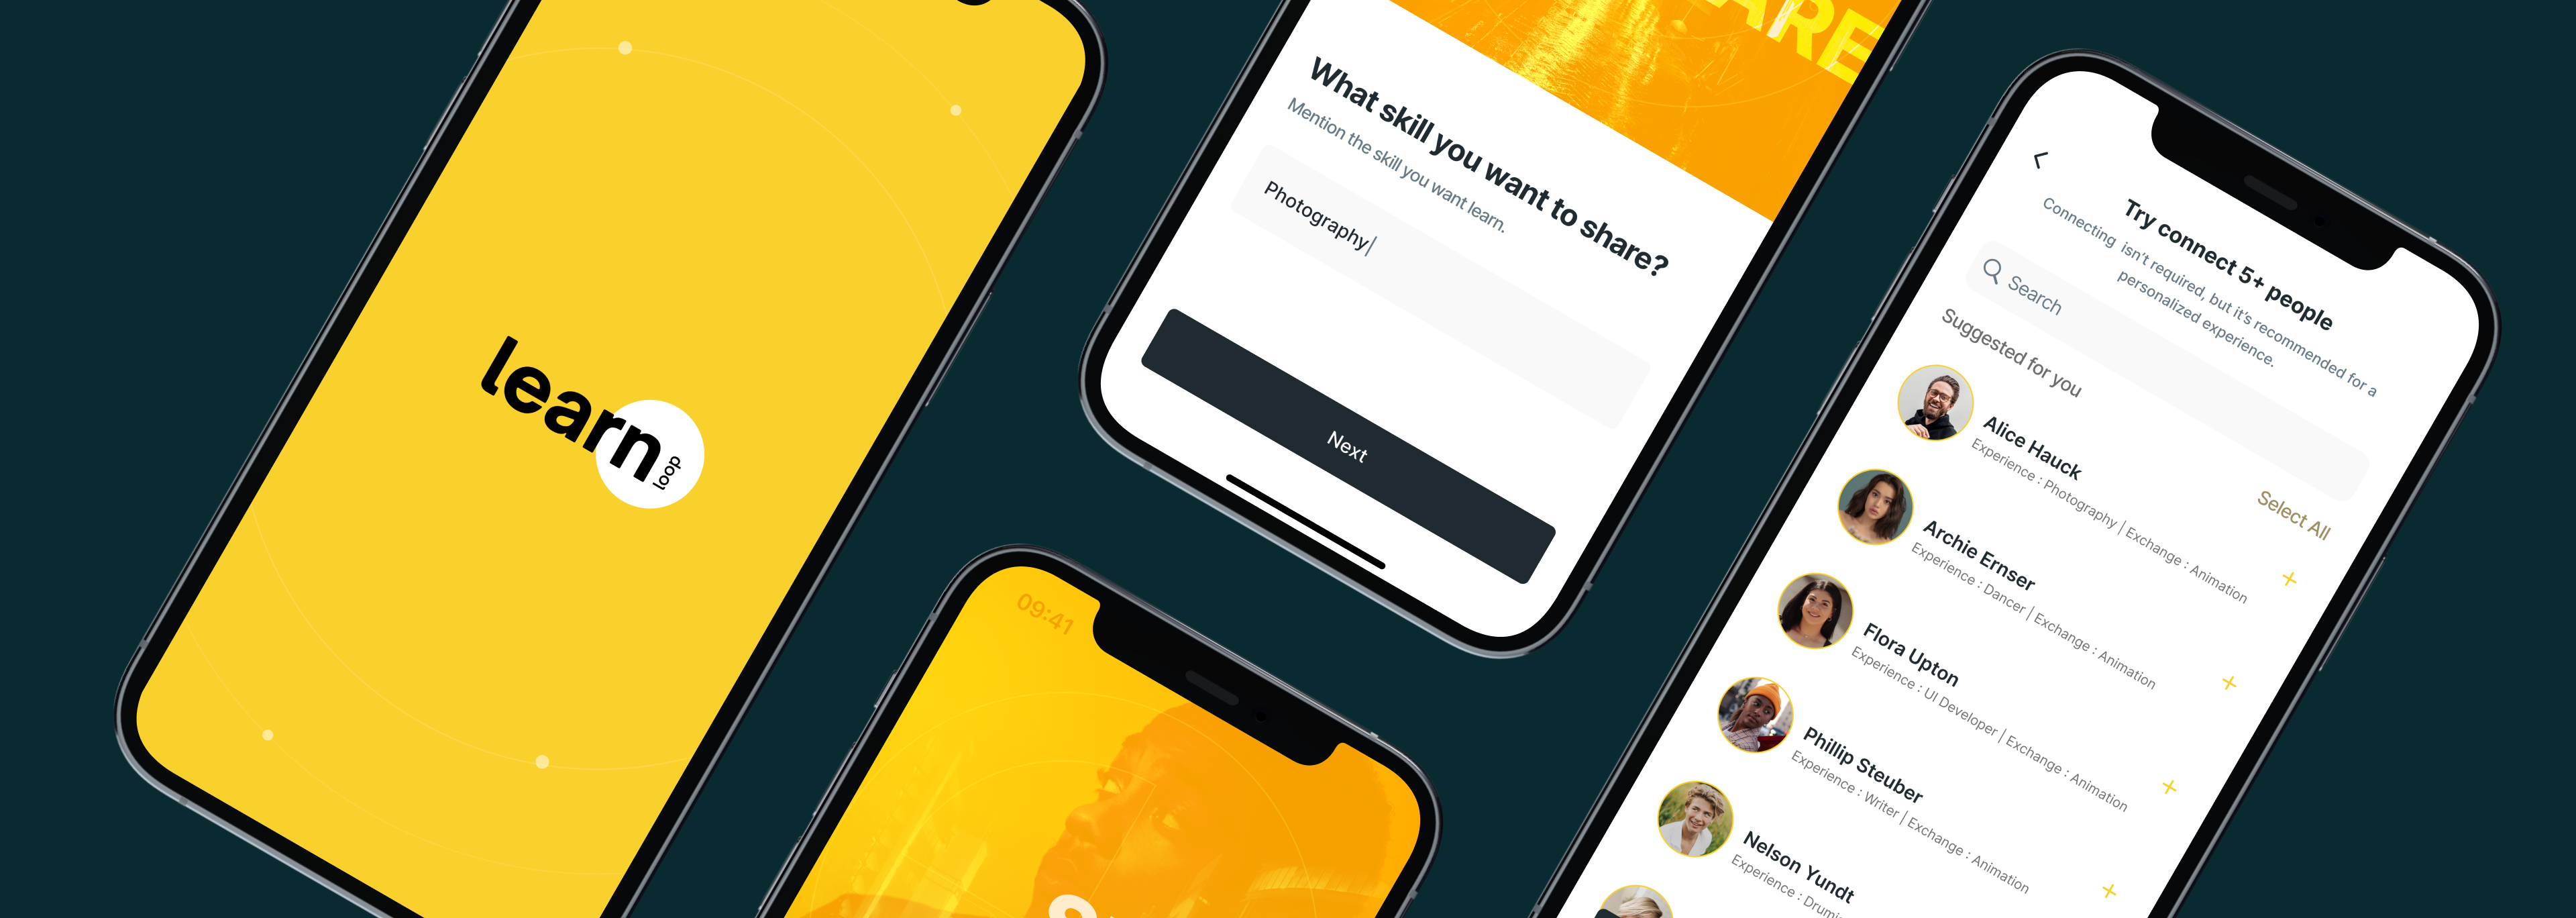 learn
loop
ARE
What skill you want to share?
Mention the skill you want learn.
Photography
Next
09:41
Try connect 5+ people
Connecting isn't required, but it's recommended for a
personalized experience.
Search
Suggested for you
Select All
Alice Hauck
Experience : Photography | Exchange : Animation
Archie Ernser
Experience : Dancer | Exchange : Animation
Flora Upton
Experience : UI Developer | Exchange : Animation
Phillip Steuber
Experience : Writer | Exchange : Animation
Nelson Yundt
Experience :